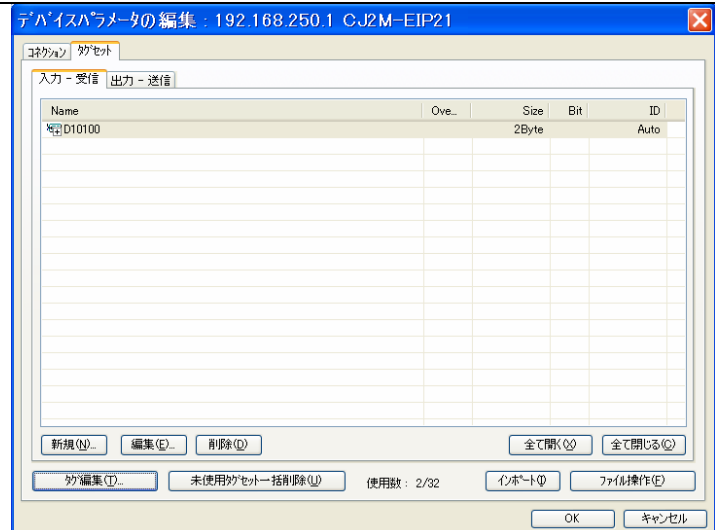 デバイスパラメータの編集 : 192.168.250.1 CJ2M-EIP21
コネクション タグセット
入力 - 受信 出力 - 送信
Name Ove... Size Bit ID
D10100 2Byte Auto
新規(N)... 編集(E)... 削除(D) 全て開く(X) 全て閉じる(C)
タグ編集(T)... 未使用タグセット一括削除(U) 使用数 : 2/32 インポート(I) ファイル操作(F)
OK キャンセル